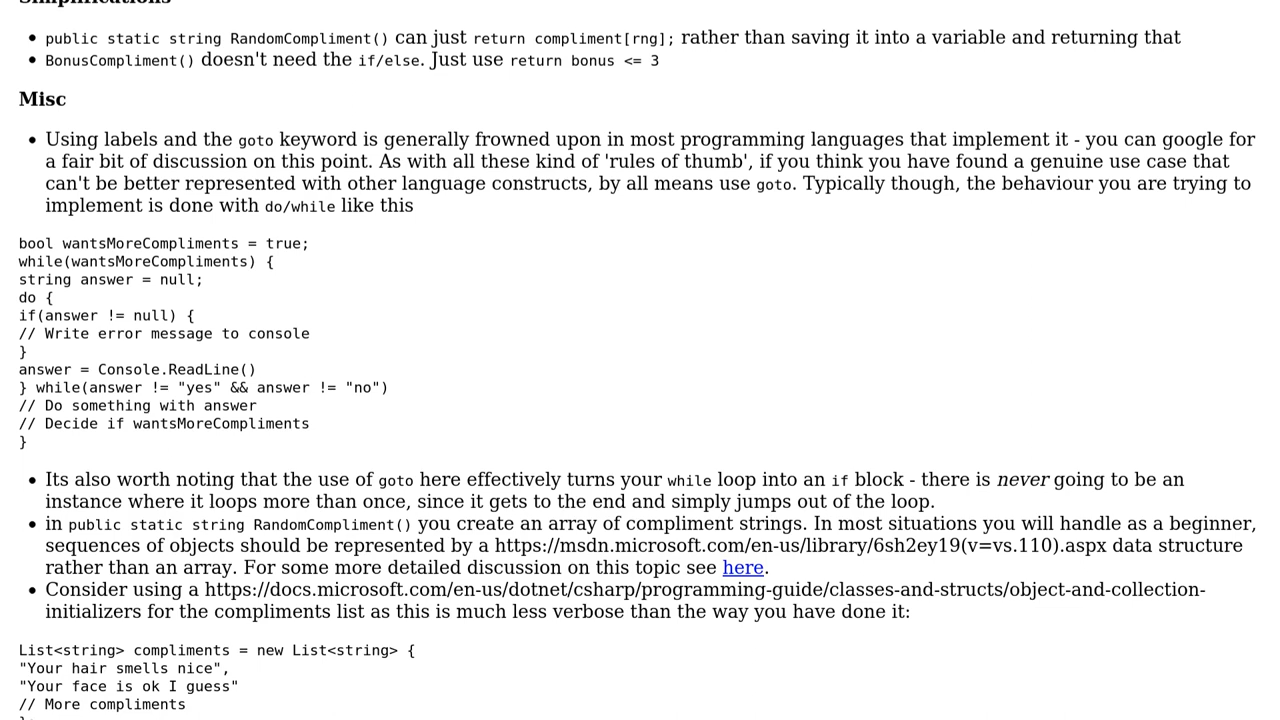 Simplifications
• public static string RandomCompliment() can just return compliment[rng]; rather than saving it into a variable and returning that
• BonusCompliment() doesn't need the if/else. Just use return bonus <= 3
Misc
• Using labels and the goto keyword is generally frowned upon in most programming languages that implement it - you can google for
a fair bit of discussion on this point. As with all these kind of 'rules of thumb', if you think you have found a genuine use case that
can't be better represented with other language constructs, by all means use goto. Typically though, the behaviour you are trying to
implement is done with do/while like this
bool wantsMoreCompliments = true;
while(wantsMoreCompliments) {
string answer = null;
do {
if(answer != null) {
// Write error message to console
}
answer = Console.ReadLine()
} while(answer != "yes" && answer != "no")
// Do something with answer
// Decide if wantsMoreCompliments
}
• Its also worth noting that the use of goto here effectively turns your while loop into an if block - there is never going to be an
instance where it loops more than once, since it gets to the end and simply jumps out of the loop.
• in public static string RandomCompliment() you create an array of compliment strings. In most situations you will handle as a beginner,
sequences of objects should be represented by a https://msdn.microsoft.com/en-us/library/6sh2ey19(v=vs.110).aspx data structure
rather than an array. For some more detailed discussion on this topic see here.
• Consider using a https://docs.microsoft.com/en-us/dotnet/csharp/programming-guide/classes-and-structs/object-and-collection-
initializers for the compliments list as this is much less verbose than the way you have done it:
List<string> compliments = new List<string> {
"Your hair smells nice",
"Your face is ok I guess"
// More compliments